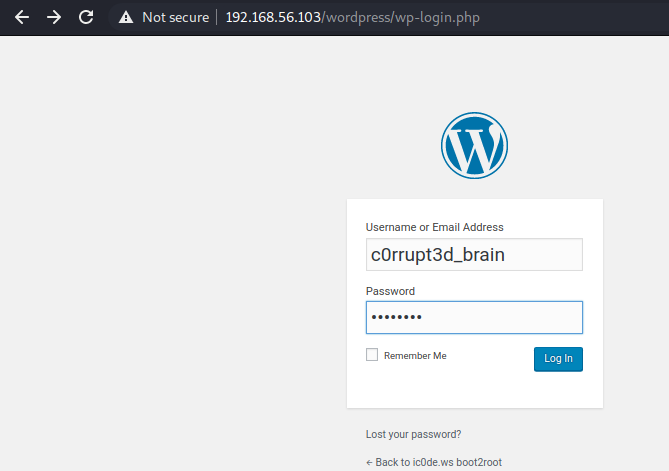 Not secure | 192.168.56.103/wordpress/wp-login.php
Username or Email Address
c0rrupt3d_brain
Password
••••••••
Remember Me
Log In
Lost your password?
← Back to ic0de.ws boot2root